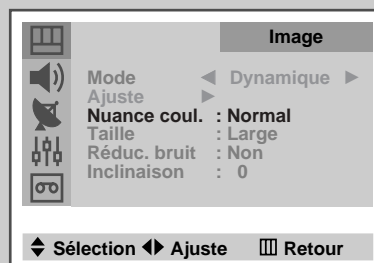 Image
Mode ◀ Dynamique ▶
Ajuste ▶
Nuance coul. : Normal
Taille : Large
Réduc. bruit : Non
Inclinaison : 0
Sélection Ajuste Retour